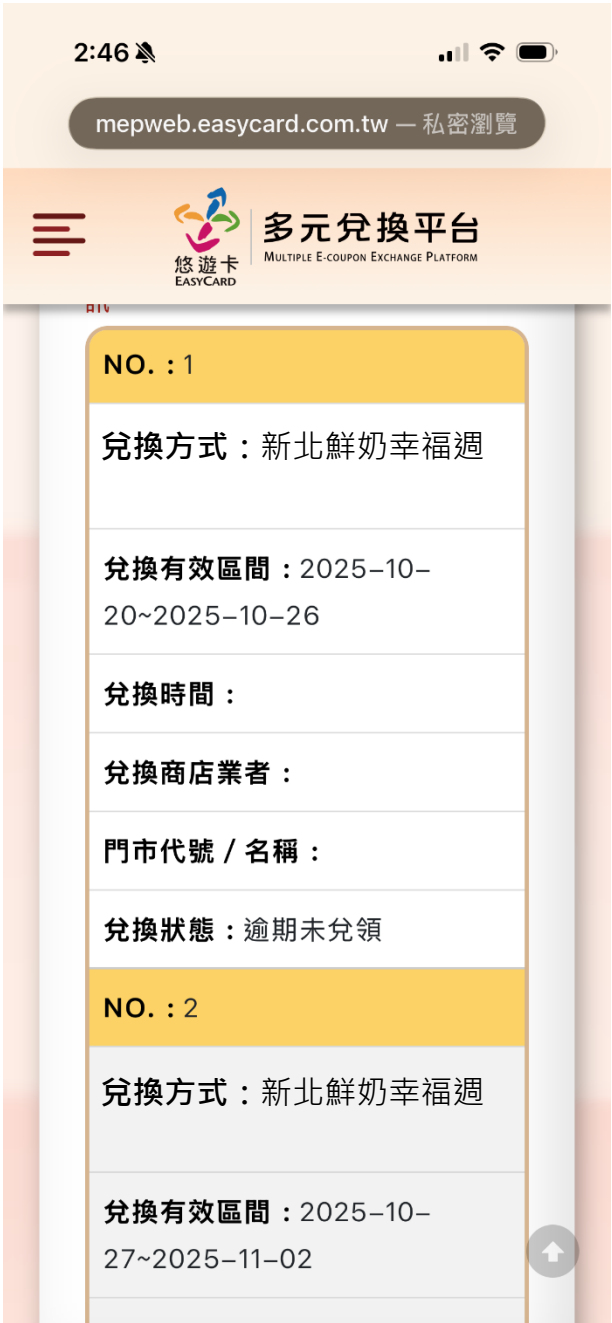 2:46
mepweb.easycard.com.tw — 私密瀏覽
悠遊卡
EASYCARD
多元兌換平台
MULTIPLE E-COUPON EXCHANGE PLATFORM
NO. : 1
兌換方式：新北鮮奶幸福週
兌換有效區間：2025-10-
20~2025-10-26
兌換時間：
兌換商店業者：
門市代號 / 名稱：
兌換狀態：逾期未兌領
NO. : 2
兌換方式：新北鮮奶幸福週
兌換有效區間：2025-10-
27~2025-11-02